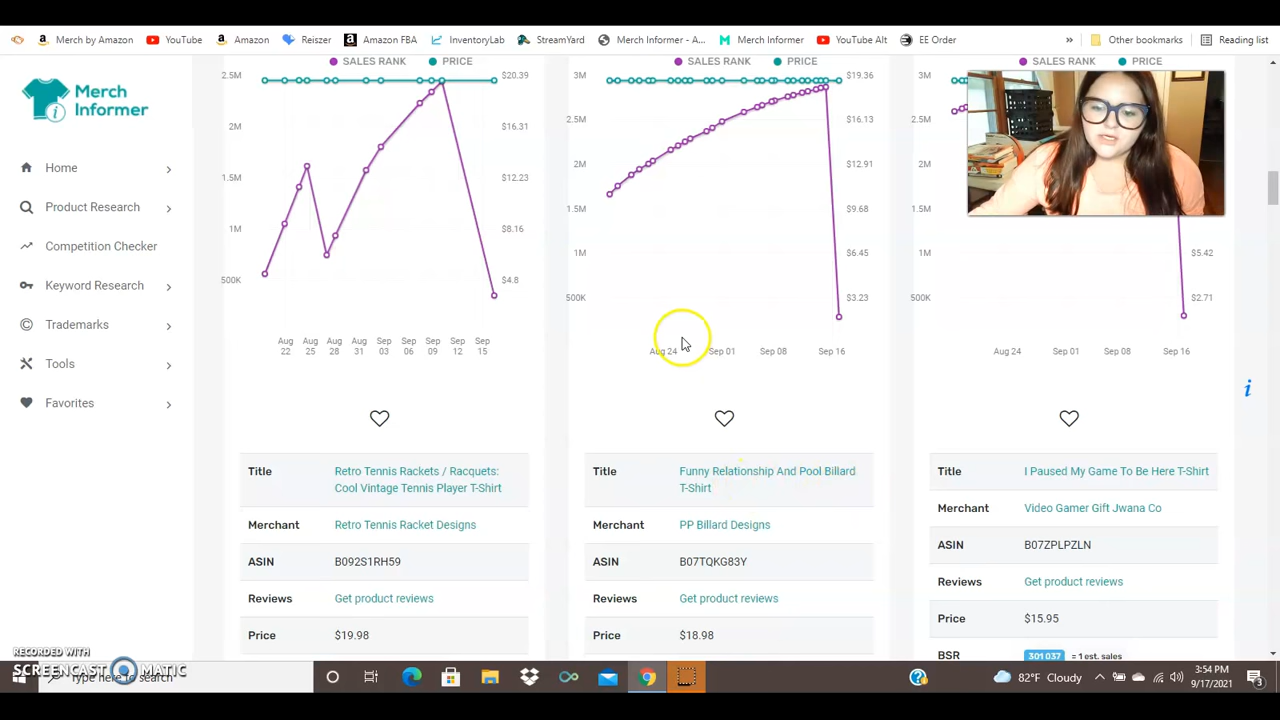 Merch by Amazon
YouTube
Amazon
Reiszer
Amazon FBA
InventoryLab
StreamYard
Merch Informer - A...
Merch Informer
YouTube Alt
EE Order
»
Other bookmarks
Reading list
Merch
Informer
Home
Product Research
Competition Checker
Keyword Research
Trademarks
Tools
Favorites
SALES RANK PRICE
2.5M
2M
1.5M
1M
500K
$20.39
$16.31
$12.23
$8.16
$4.8
Aug 22
Aug 25
Aug 28
Aug 31
Sep 03
Sep 06
Sep 09
Sep 12
Sep 15
Title Retro Tennis Rackets / Racquets:
Cool Vintage Tennis Player T-Shirt
Merchant Retro Tennis Racket Designs
ASIN B092S1RH59
Reviews Get product reviews
Price $19.98
SALES RANK PRICE
3M
2.5M
2M
1.5M
1M
500K
$19.36
$16.13
$12.91
$9.68
$6.45
$3.23
Aug 24
Sep 01
Sep 08
Sep 16
Title Funny Relationship And Pool Billard
T-Shirt
Merchant PP Billard Designs
ASIN B07TQKG83Y
Reviews Get product reviews
Price $18.98
SALES RANK PRICE
3M
2.5M
2M
1.5M
1M
500K
$5.42
$2.71
Aug 24
Sep 01
Sep 08
Sep 16
Title I Paused My Game To Be Here T-Shirt
Merchant Video Gamer Gift Jwana Co
ASIN B07ZPLPZLN
Reviews Get product reviews
Price $15.95
BSR 301 037 = 1 est. sales
i
RECORDED WITH
SCREENCAST MATIC
Type here to search
82°F Cloudy
3:54 PM
9/17/2021
3